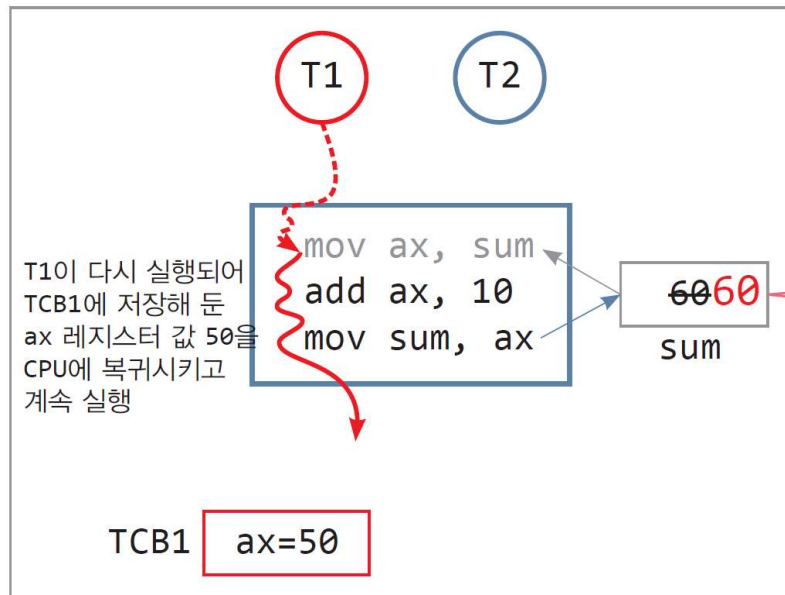 T1
T2
mov ax, sum
add ax, 10
mov sum, ax
T1이 다시 실행되어
TCB1에 저장해 둔
ax 레지스터 값 50을
CPU에 복귀시키고
계속 실행
6060
sum
TCB1
ax=50